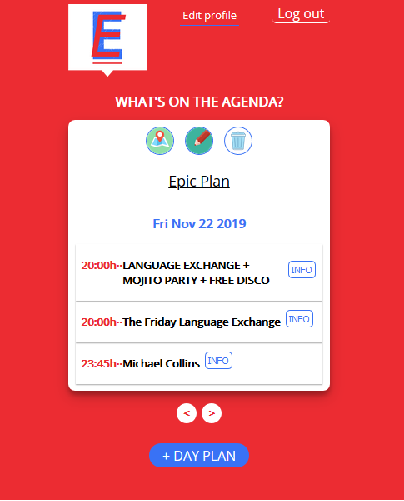 E
Edit profile
Log out
WHAT'S ON THE AGENDA?
Epic Plan
Fri Nov 22 2019
20:00h--LANGUAGE EXCHANGE + INFO
MOJITO PARTY + FREE DISCO
20:00h--The Friday Language Exchange INFO
23:45h--Michael Collins INFO
< >
+ DAY PLAN